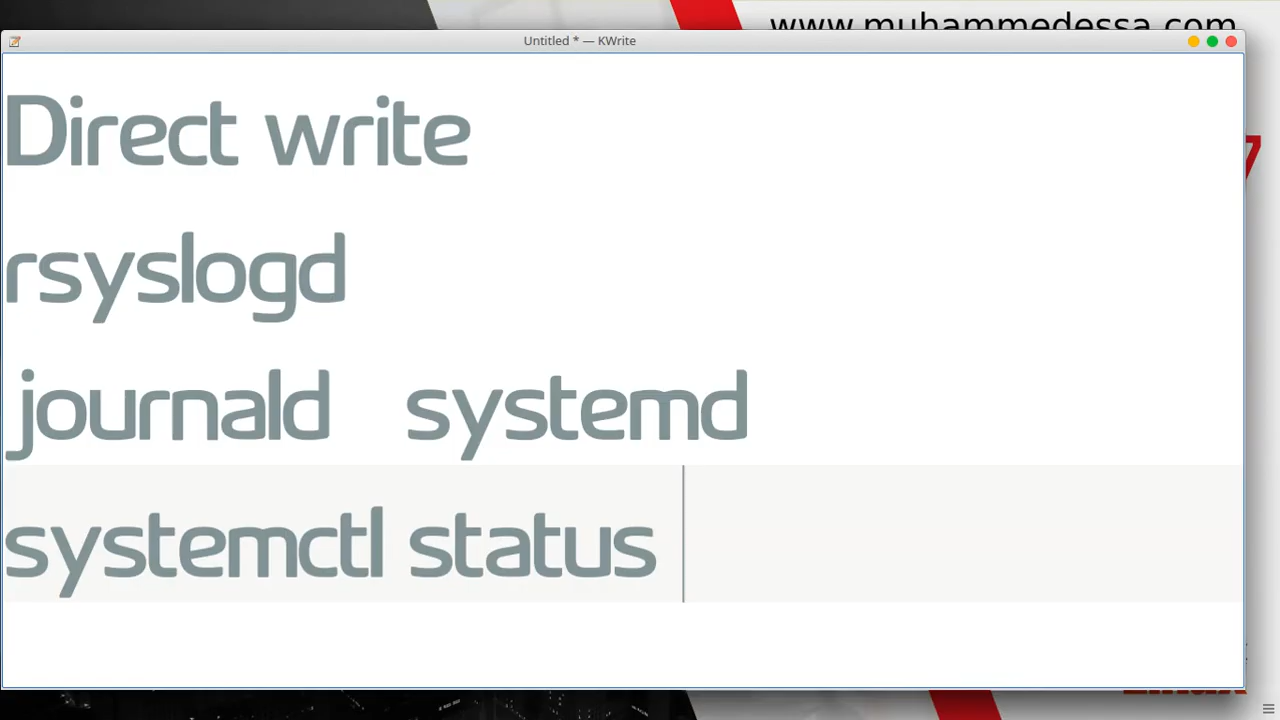 www.muhammedessa.com
Untitled * — KWrite
Direct write
rsyslogd
journald systemd
systemctl status